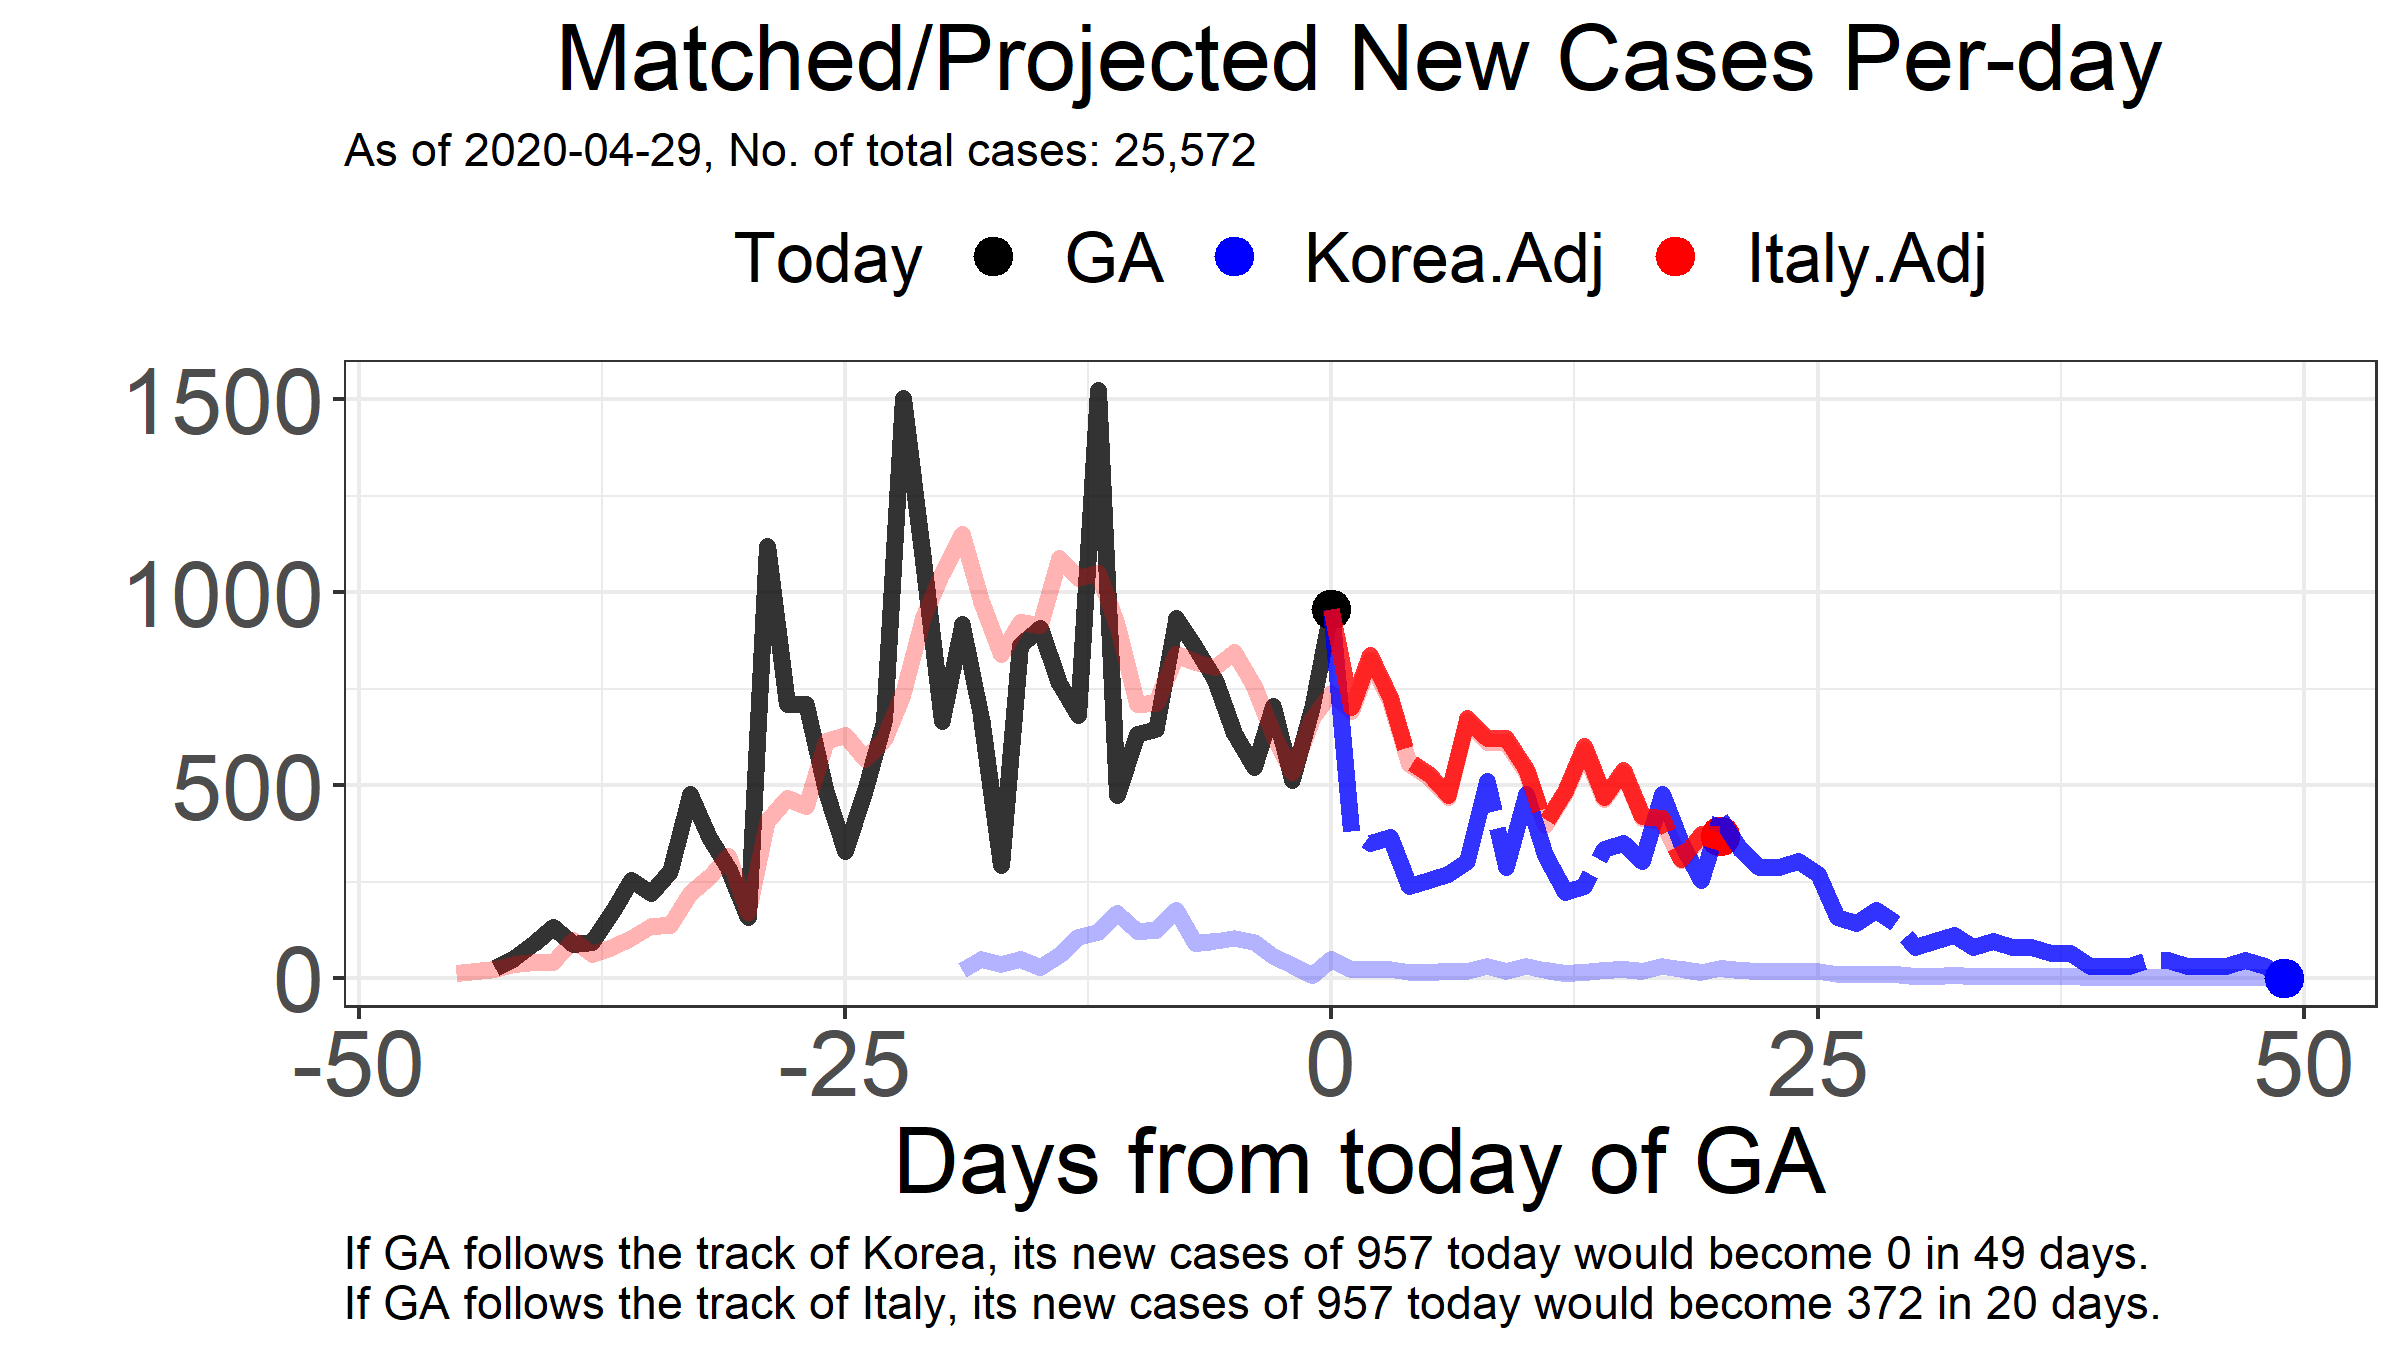 Matched/Projected New Cases Per-day
As of 2020-04-29, No. of total cases: 25,572
Today GA Korea.Adj Italy.Adj
1500
1000
500
0
-50 -25 0 25 50
Days from today of GA
If GA follows the track of Korea, its new cases of 957 today would become 0 in 49 days.
If GA follows the track of Italy, its new cases of 957 today would become 372 in 20 days.